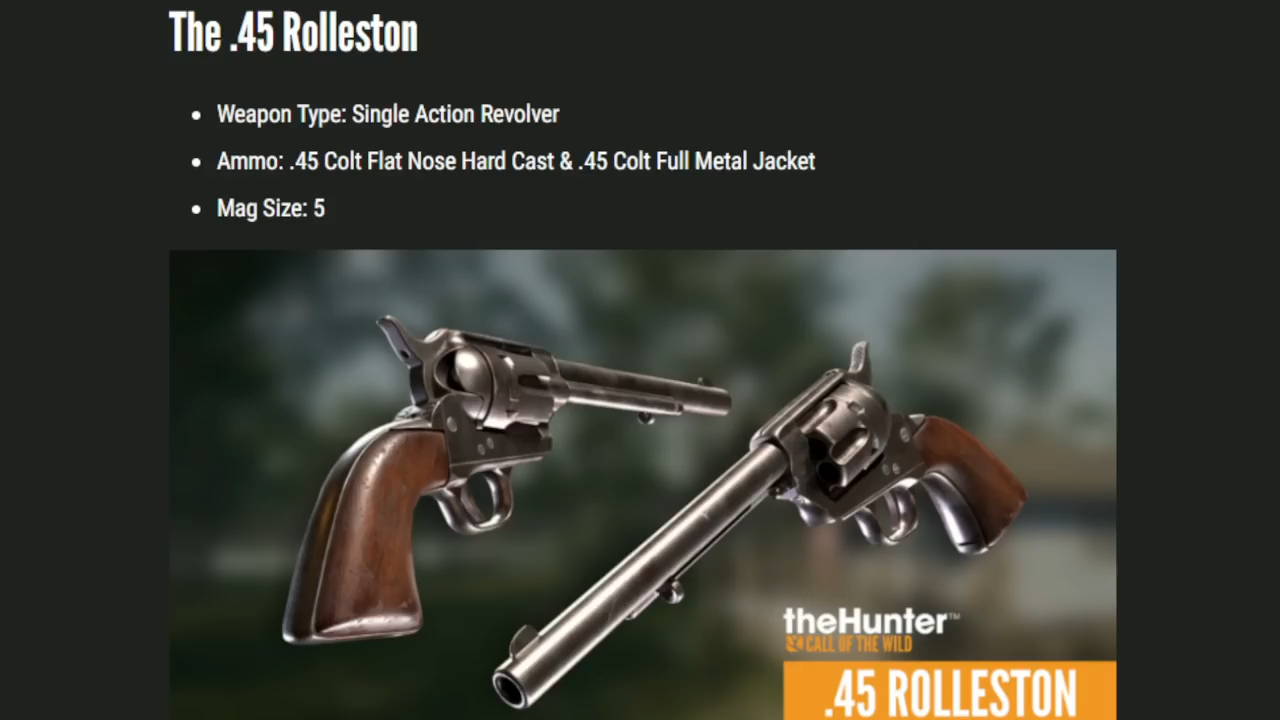 The .45 Rolleston
Weapon Type: Single Action Revolver
Ammo: .45 Colt Flat Nose Hard Cast & .45 Colt Full Metal Jacket
Mag Size: 5
theHunter™
CALL OF THE WILD
.45 ROLLESTON